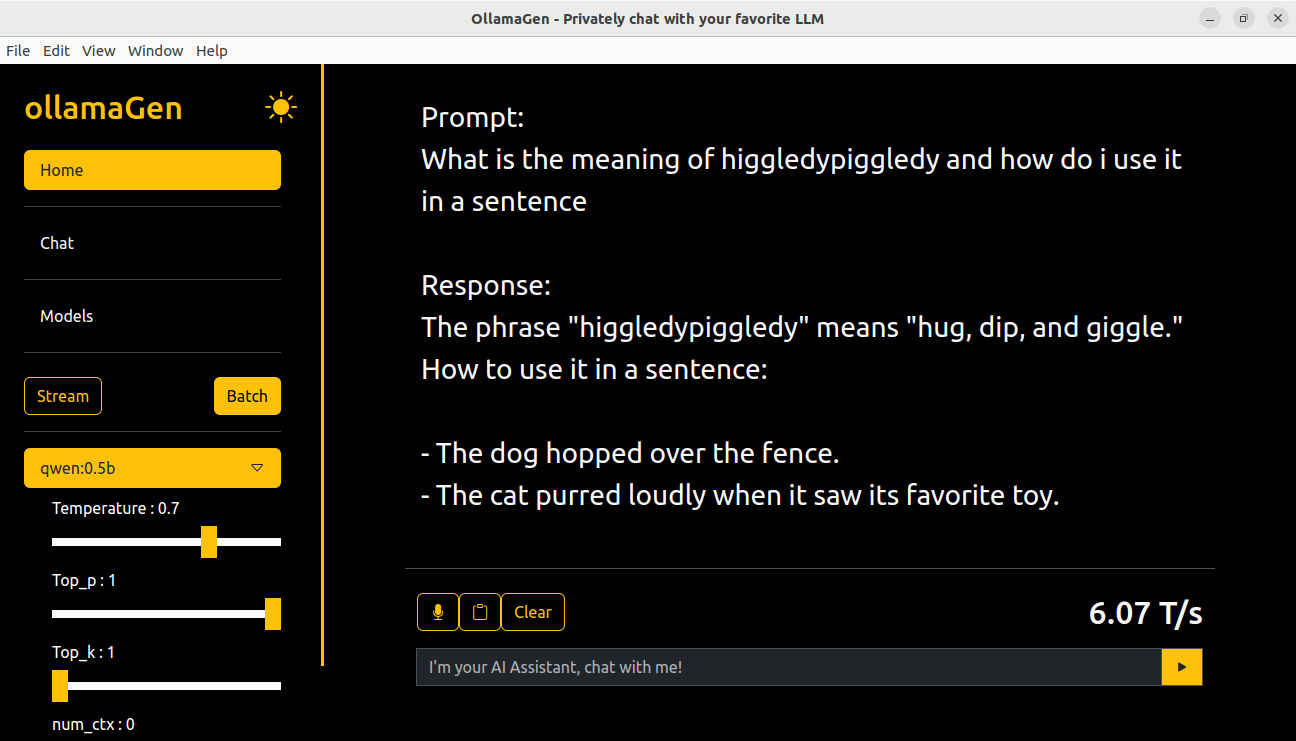 OllamaGen - Privately chat with your favorite LLM
File Edit View Window Help
ollamaGen
Home
Chat
Models
Stream Batch
qwen:0.5b
Temperature : 0.7
Top_p : 1
Top_k : 1
num_ctx : 0
Prompt:
What is the meaning of higgledypiggledy and how do i use it
in a sentence
Response:
The phrase "higgledypiggledy" means "hug, dip, and giggle."
How to use it in a sentence:
- The dog hopped over the fence.
- The cat purred loudly when it saw its favorite toy.
Clear
6.07 T/s
I'm your AI Assistant, chat with me!